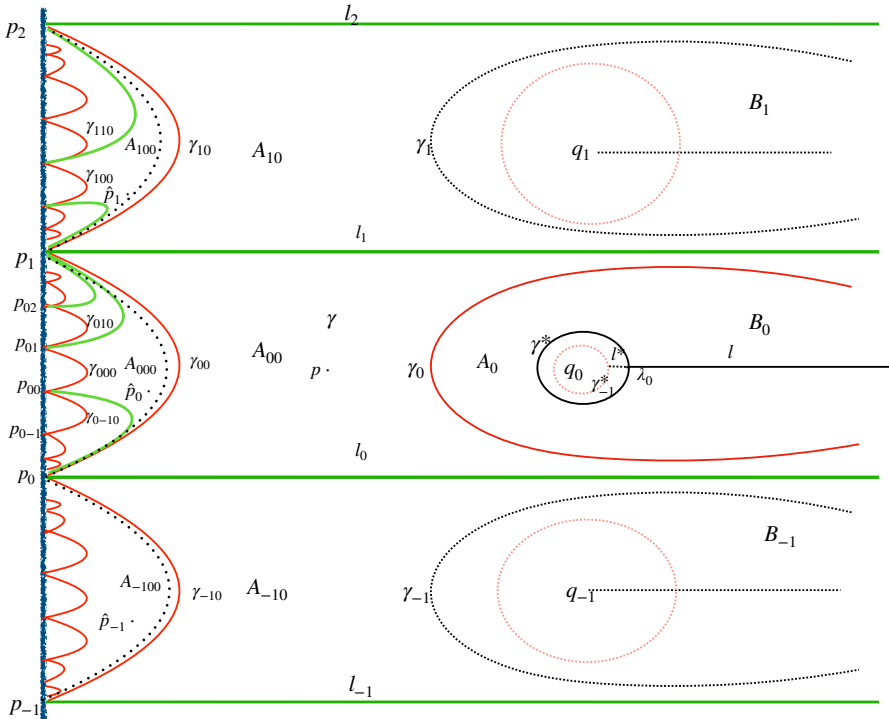 l₂
p₂
B₁
γ₁₁₀
A₁₀₀
γ₁₀
A₁₀
γ₁
q₁
γ₁₀₀
p̂₁
l₁
p₁
p₀₂
γ
B₀
γ₀₁₀
γ*
l*
l
p₀₁
A₀₀₀
γ₀₀
A₀₀
p
γ₀
A₀
q₀
λ₀
γ₀₀₀
p₀₀
p̂₀
γ*₋₁
γ₀₋₁₀
p₀₋₁
l₀
p₀
B₋₁
A₋₁₀₀
γ₋₁₀
A₋₁₀
γ₋₁
q₋₁
p̂₋₁
l₋₁
p₋₁